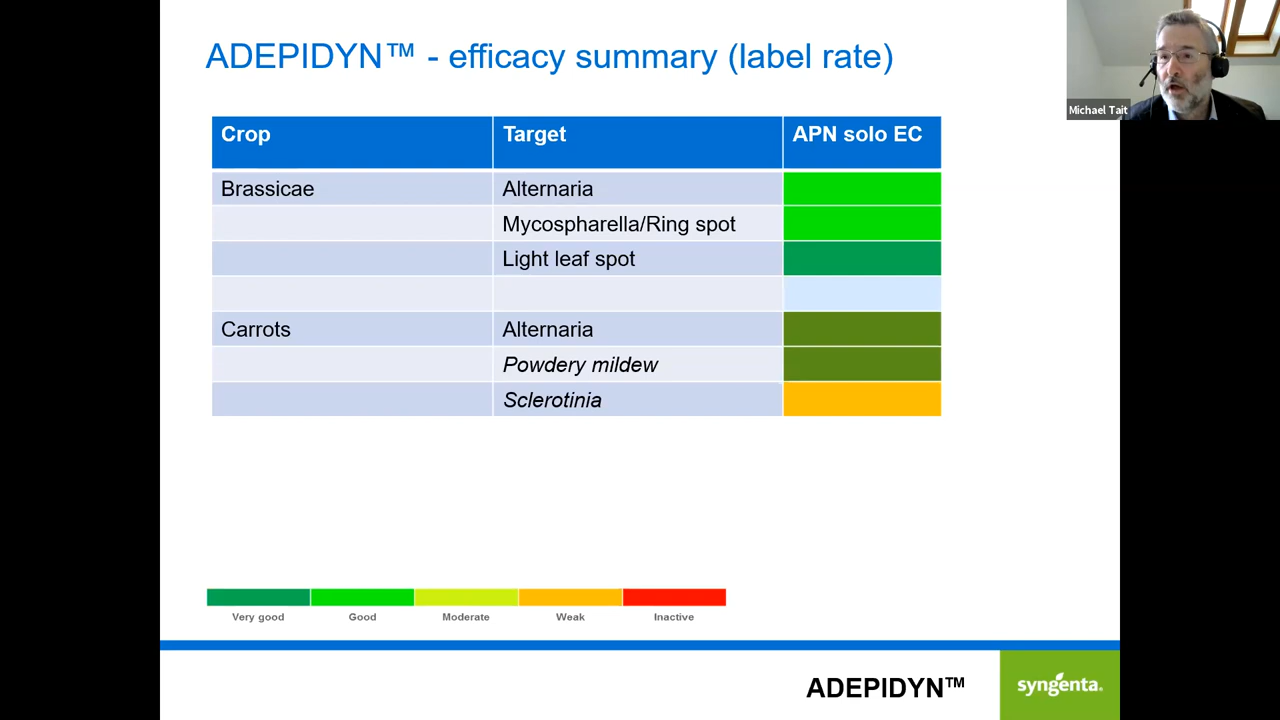 ADEPIDYN™ - efficacy summary (label rate)
Michael Tait
Crop Target APN solo EC
Brassicae Alternaria
Mycospharella/Ring spot
Light leaf spot
Carrots Alternaria
Powdery mildew
Sclerotinia
Very good Good Moderate Weak Inactive
ADEPIDYN™
syngenta.